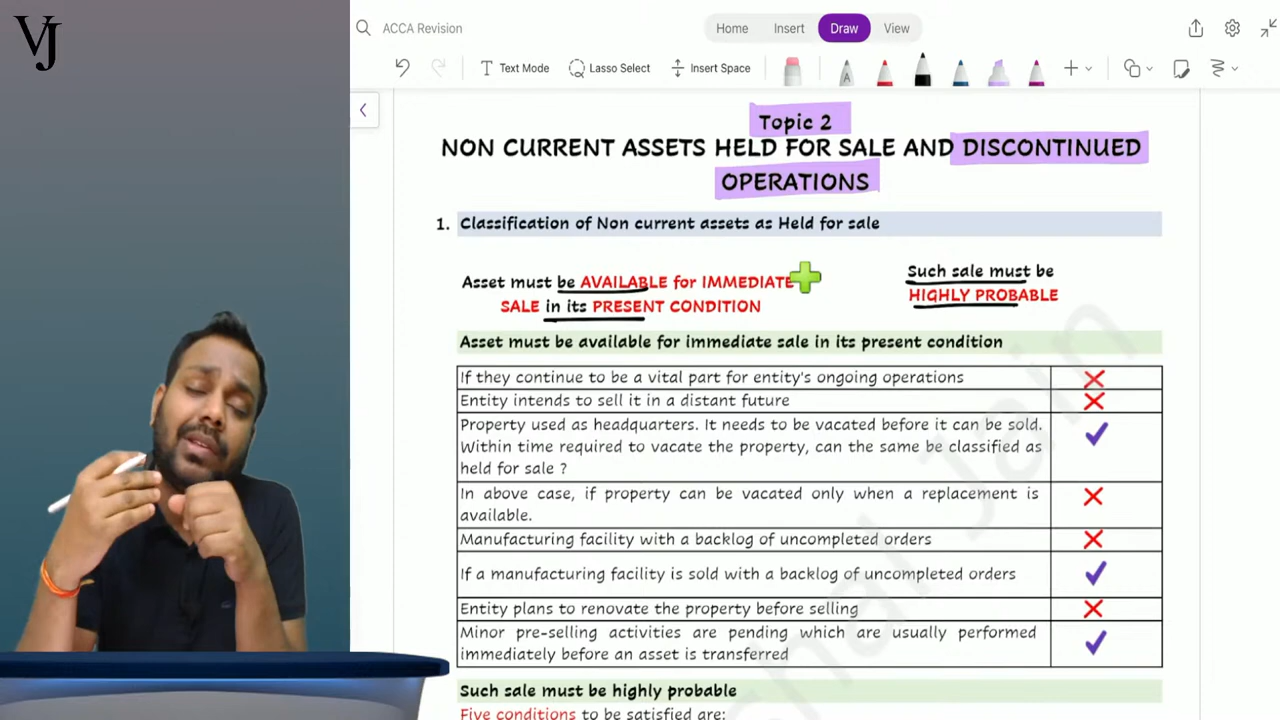 VJ
ACCA Revision
Home Insert Draw View
Text Mode Lasso Select Insert Space
A
Topic 2
NON CURRENT ASSETS HELD FOR SALE AND DISCONTINUED
OPERATIONS
1. Classification of Non current assets as Held for sale
Asset must be AVAILABLE for IMMEDIATE
SALE in its PRESENT CONDITION
Such sale must be
HIGHLY PROBABLE
Asset must be available for immediate sale in its present condition
If they continue to be a vital part for entity's ongoing operations
Entity intends to sell it in a distant future
Property used as headquarters. It needs to be vacated before it can be sold.
Within time required to vacate the property, can the same be classified as
held for sale ?
In above case, if property can be vacated only when a replacement is
available.
Manufacturing facility with a backlog of uncompleted orders
If a manufacturing facility is sold with a backlog of uncompleted orders
Entity plans to renovate the property before selling
Minor pre-selling activities are pending which are usually performed
immediately before an asset is transferred
Such sale must be highly probable
Five conditions to be satisfied are: